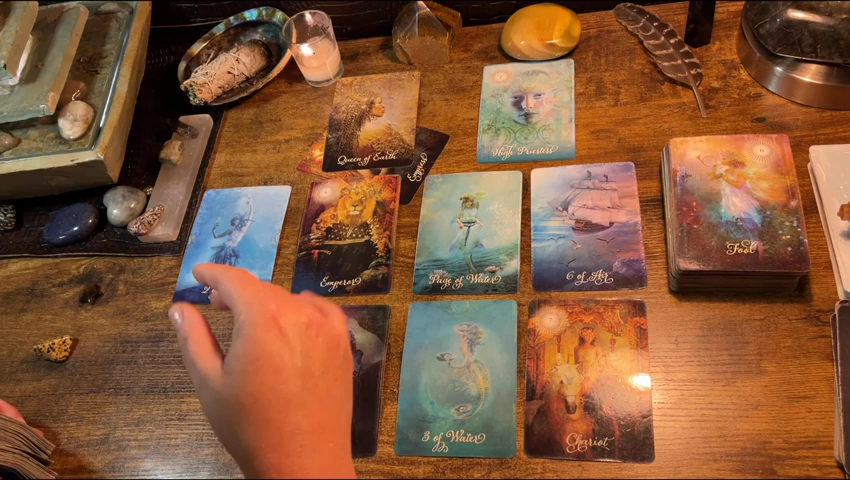 Queen of Earth
High Priestess
Emperor
Page of Water
6 of Air
Fool
3 of Water
Chariot